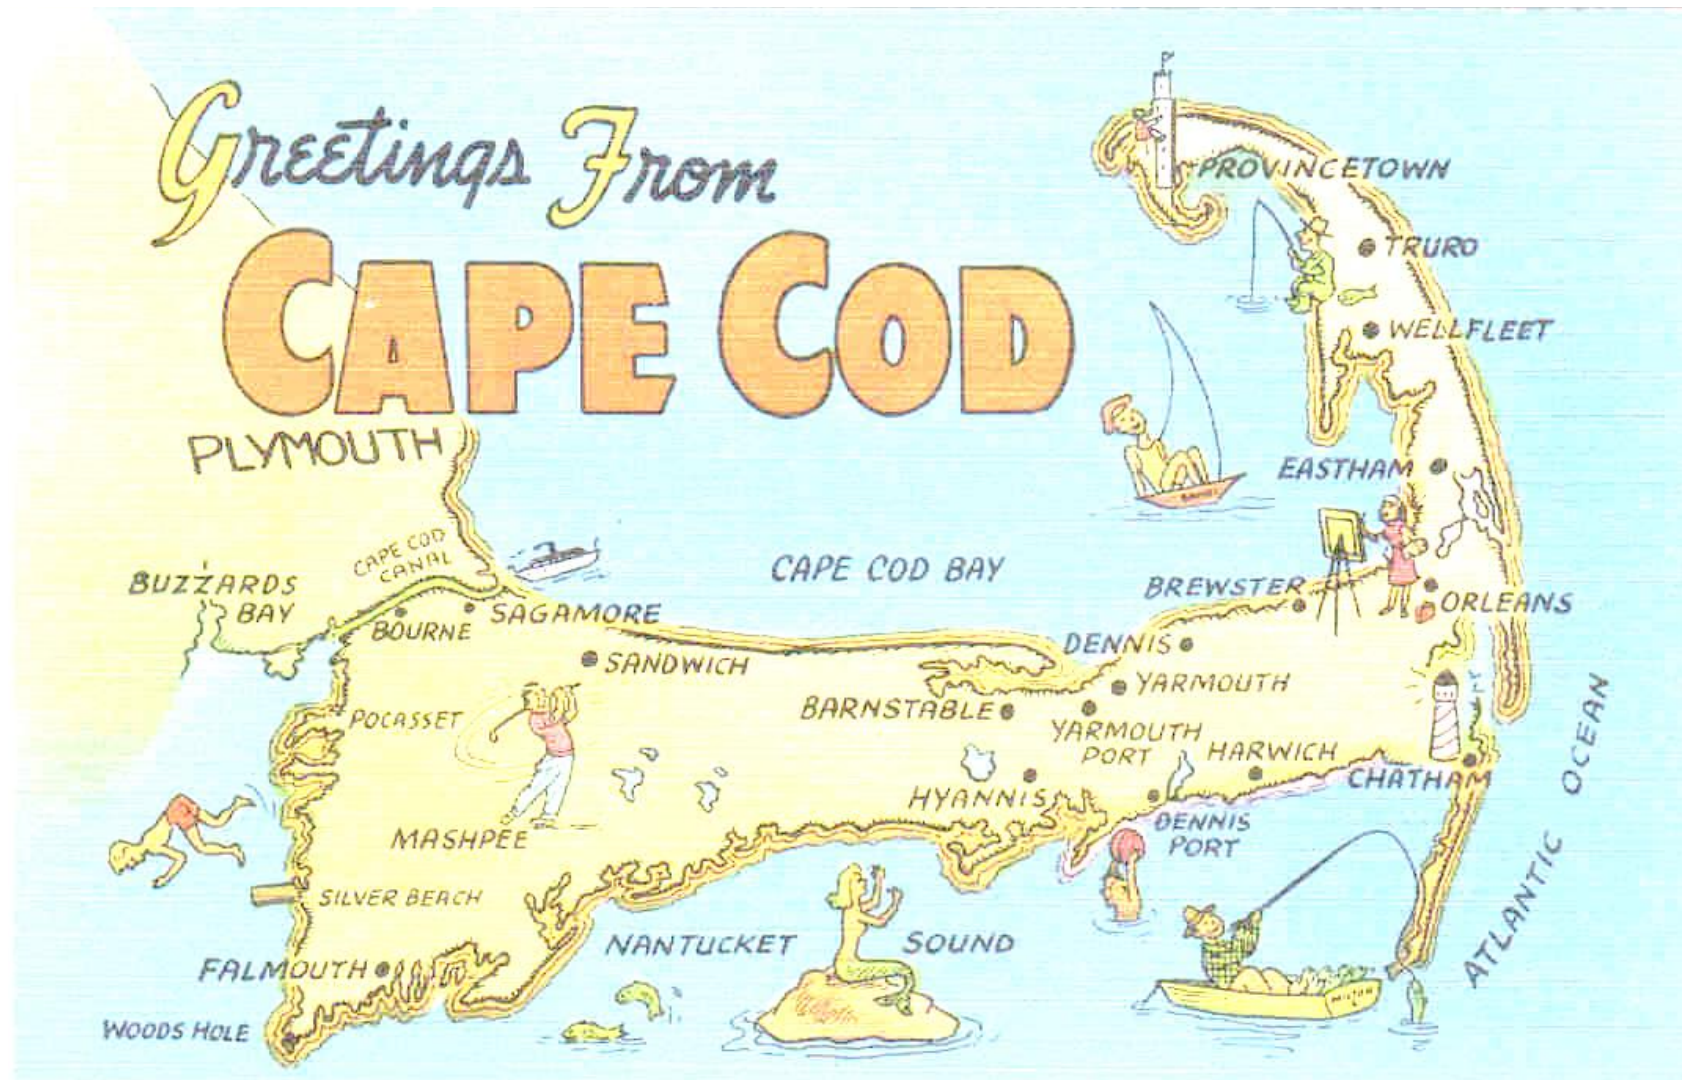 Greetings From
CAPE COD
PROVINCETOWN
TRURO
WELLFLEET
PLYMOUTH
EASTHAM
CAPE COD
CANAL
CAPE COD BAY
BUZZARDS
BAY
BREWSTER
ORLEANS
SAGAMORE
BOURNE
DENNIS
SANDWICH
YARMOUTH
BARNSTABLE
POCASSET
YARMOUTH
PORT
HARWICH
CHATHAM
HYANNIS
DENNIS
PORT
MASHPEE
SILVER BEACH
NANTUCKET SOUND
ATLANTIC OCEAN
FALMOUTH
WOODS HOLE